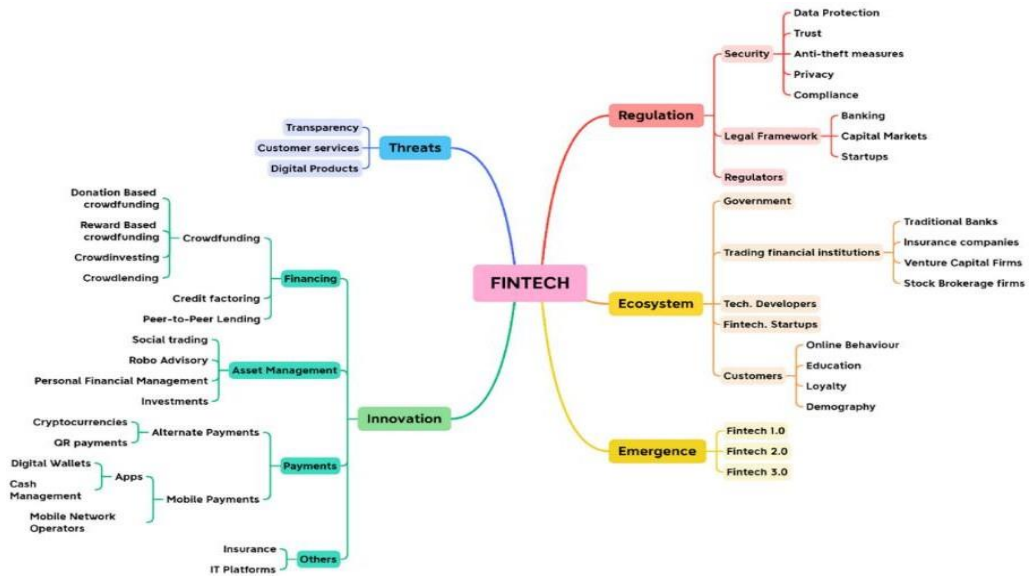 FINTECH
Regulation
Security
Data Protection
Trust
Anti-theft measures
Privacy
Compliance
Legal Framework
Banking
Capital Markets
Startups
Regulators
Ecosystem
Government
Trading financial institutions
Traditional Banks
Insurance companies
Venture Capital Firms
Stock Brokerage firms
Tech. Developers
Fintech. Startups
Customers
Online Behaviour
Education
Loyalty
Demography
Emergence
Fintech 1.0
Fintech 2.0
Fintech 3.0
Threats
Transparency
Customer services
Digital Products
Innovation
Financing
Crowdfunding
Donation Based
crowdfunding
Reward Based
crowdfunding
Crowdinvesting
Crowdlending
Credit factoring
Peer-to-Peer Lending
Asset Management
Social trading
Robo Advisory
Personal Financial Management
Investments
Payments
Alternate Payments
Cryptocurrencies
QR payments
Mobile Payments
Apps
Digital Wallets
Cash
Management
Mobile Network
Operators
Others
Insurance
IT Platforms